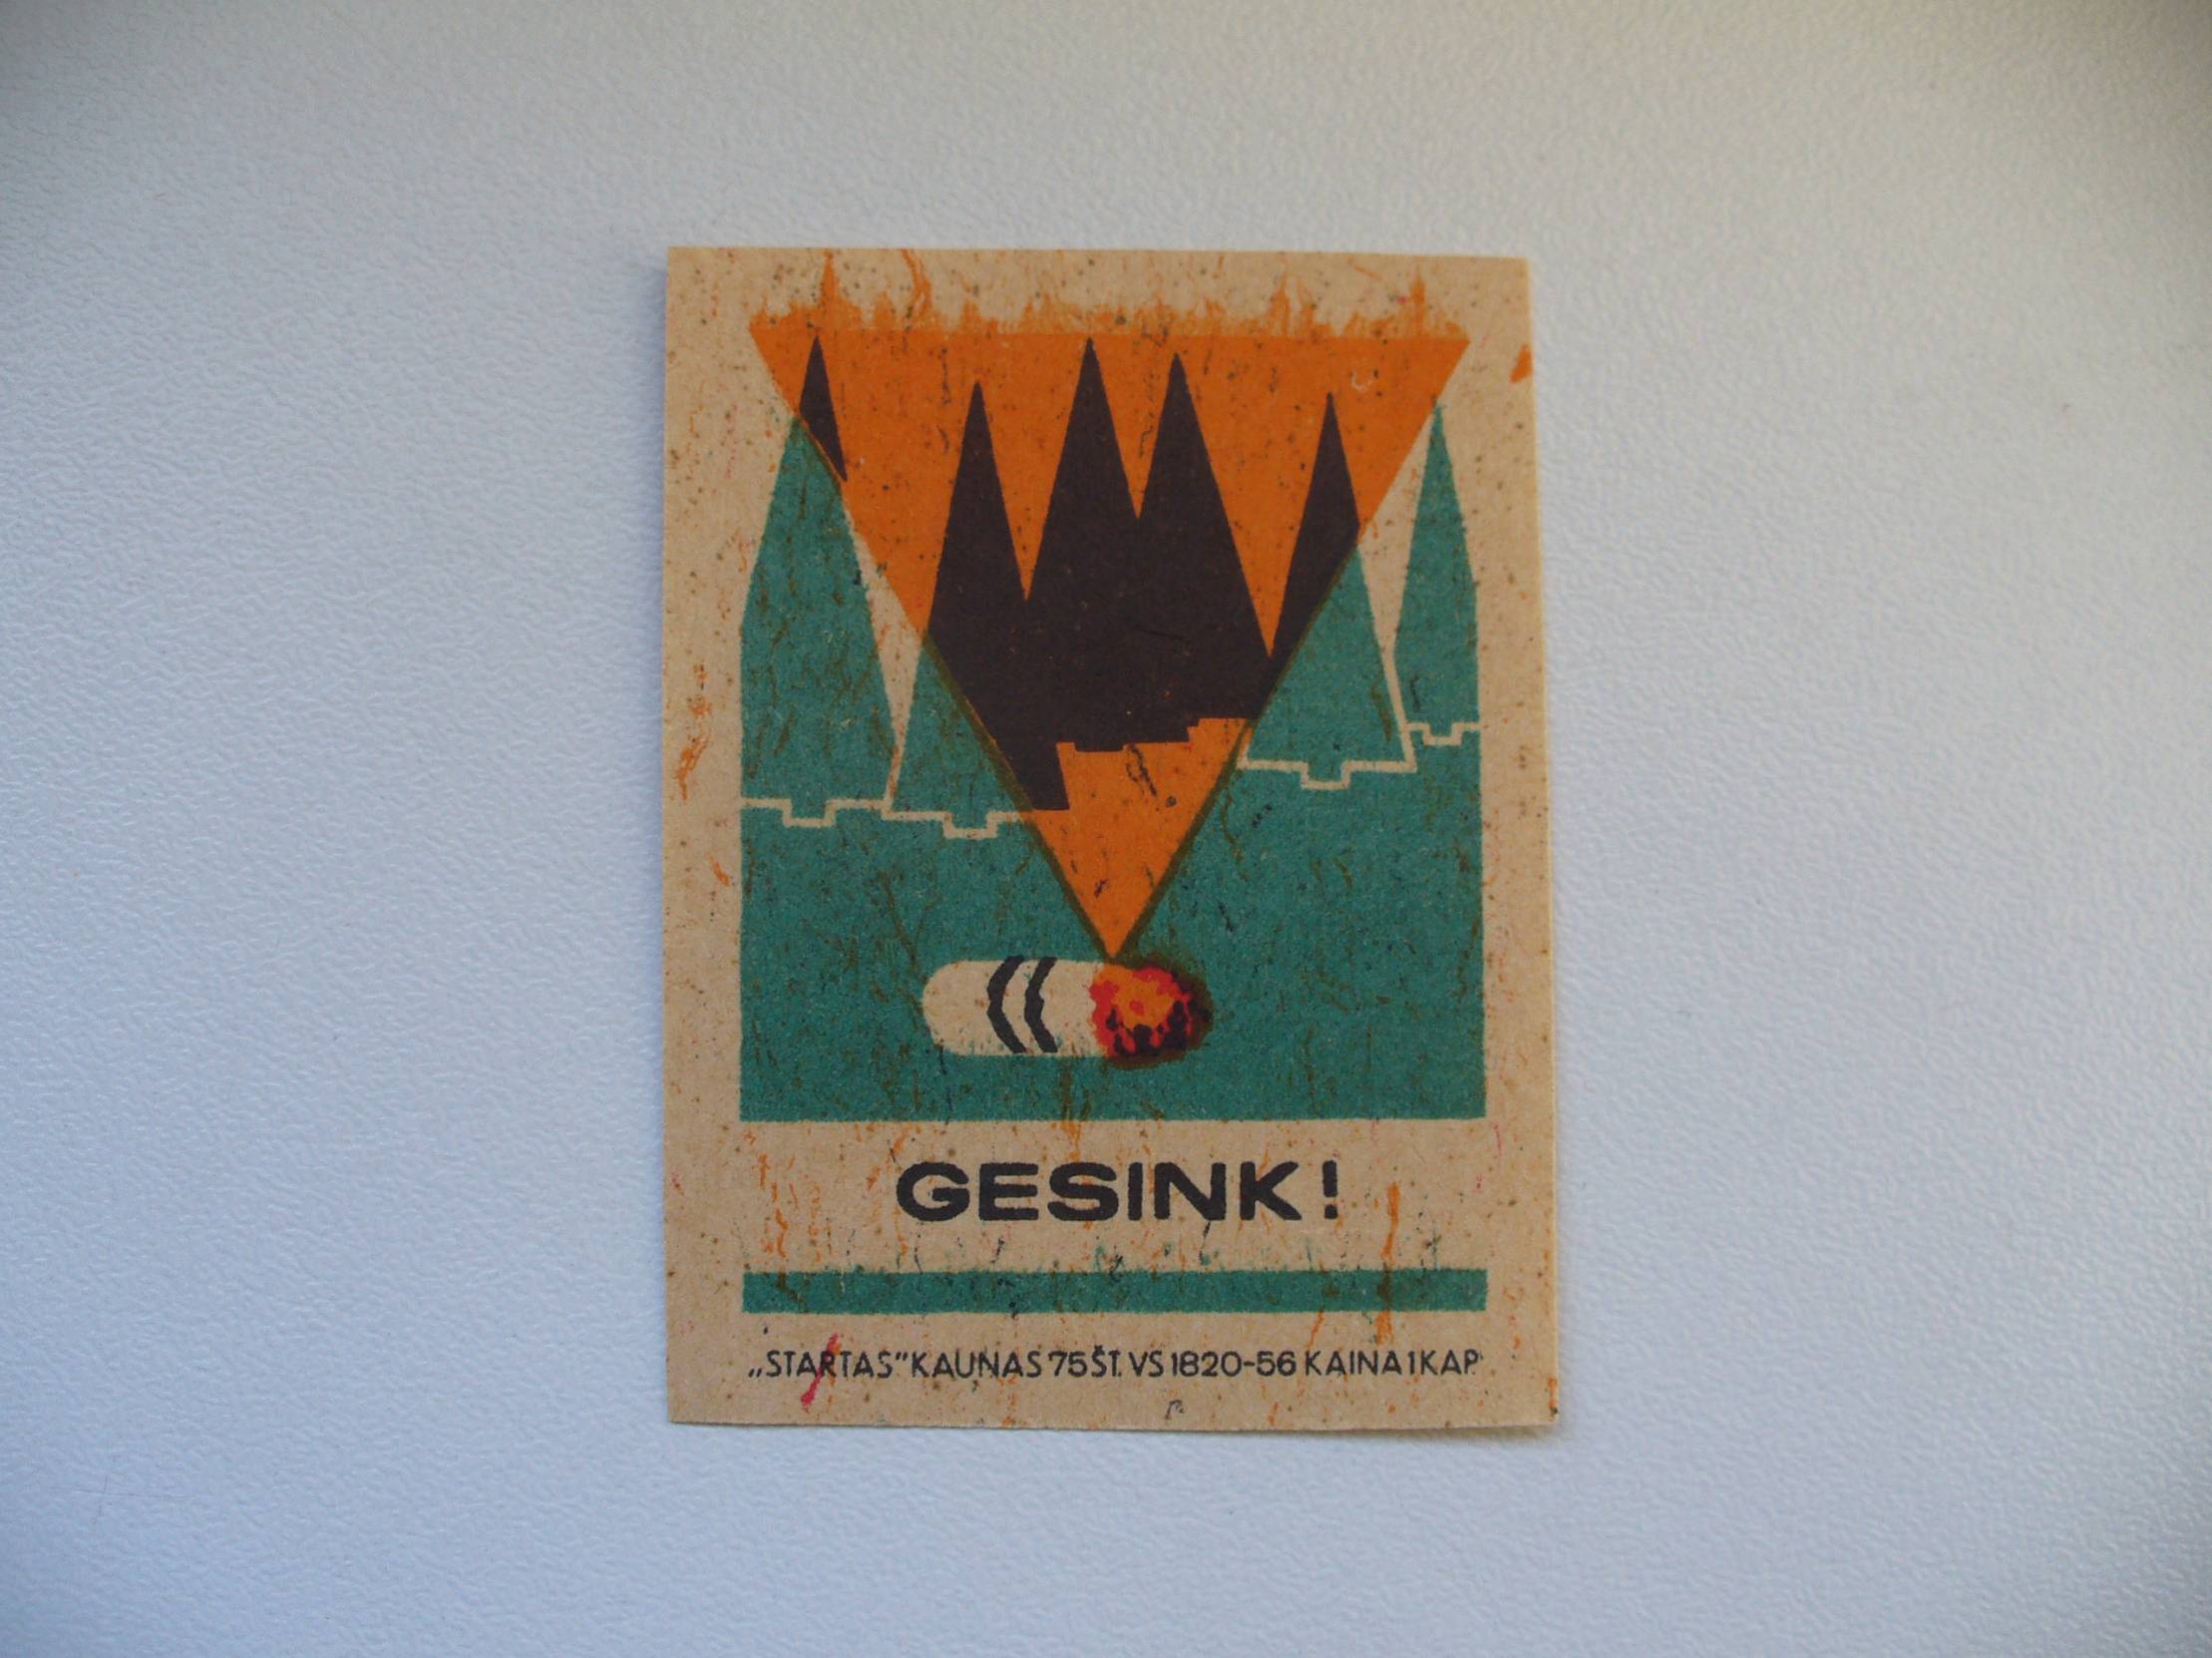 GESINK!
„STARTAS” KAUNAS 75 ŠT. VS 1820-56 KAINA 1 KAP.